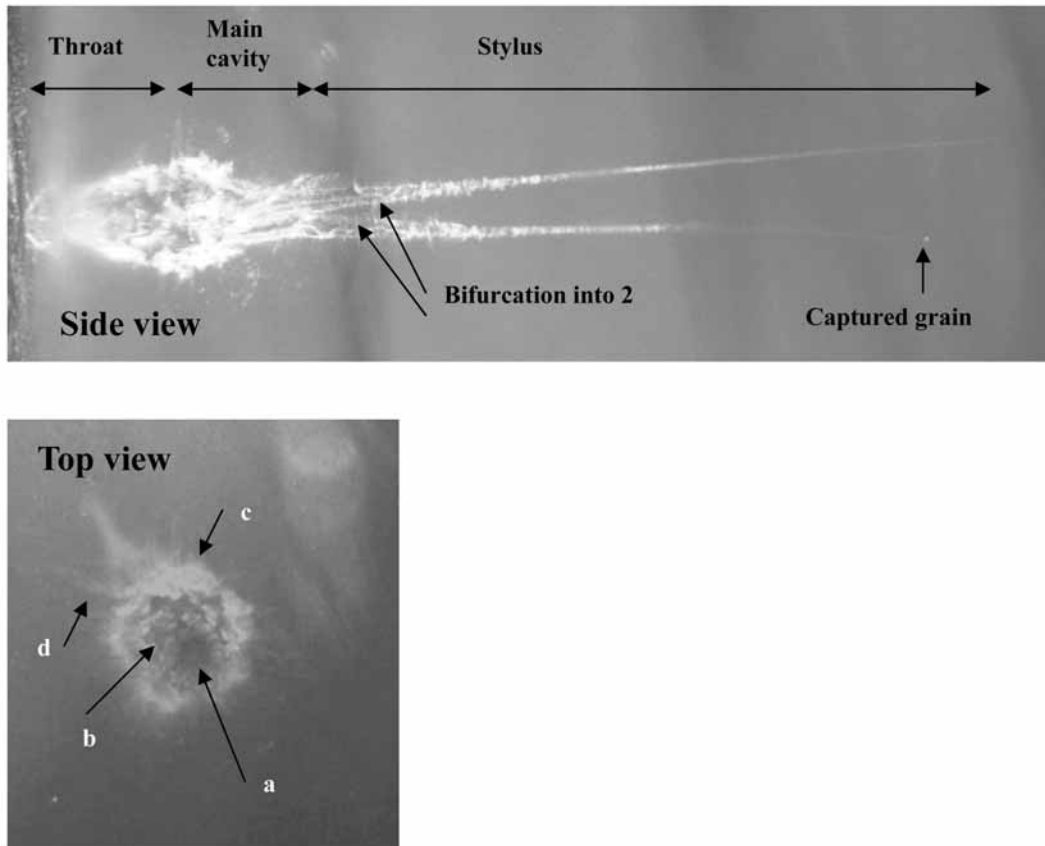 Throat
Main
cavity
Stylus
Bifurcation into 2
Captured grain
Side view
Top view
c
d
b
a